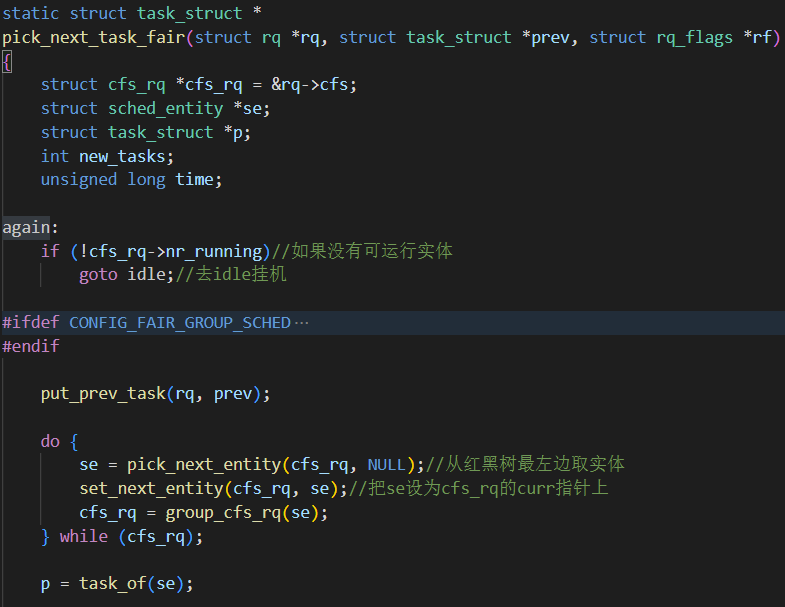 static struct task_struct *
pick_next_task_fair(struct rq *rq, struct task_struct *prev, struct rq_flags *rf)
{
    struct cfs_rq *cfs_rq = &rq->cfs;
    struct sched_entity *se;
    struct task_struct *p;
    int new_tasks;
    unsigned long time;

again:
    if (!cfs_rq->nr_running)//如果没有可运行实体
        goto idle;//去idle挂机

#ifdef CONFIG_FAIR_GROUP_SCHED···
#endif

    put_prev_task(rq, prev);

    do {
        se = pick_next_entity(cfs_rq, NULL);//从红黑树最左边取实体
        set_next_entity(cfs_rq, se);//把se设为cfs_rq的curr指针上
        cfs_rq = group_cfs_rq(se);
    } while (cfs_rq);

    p = task_of(se);